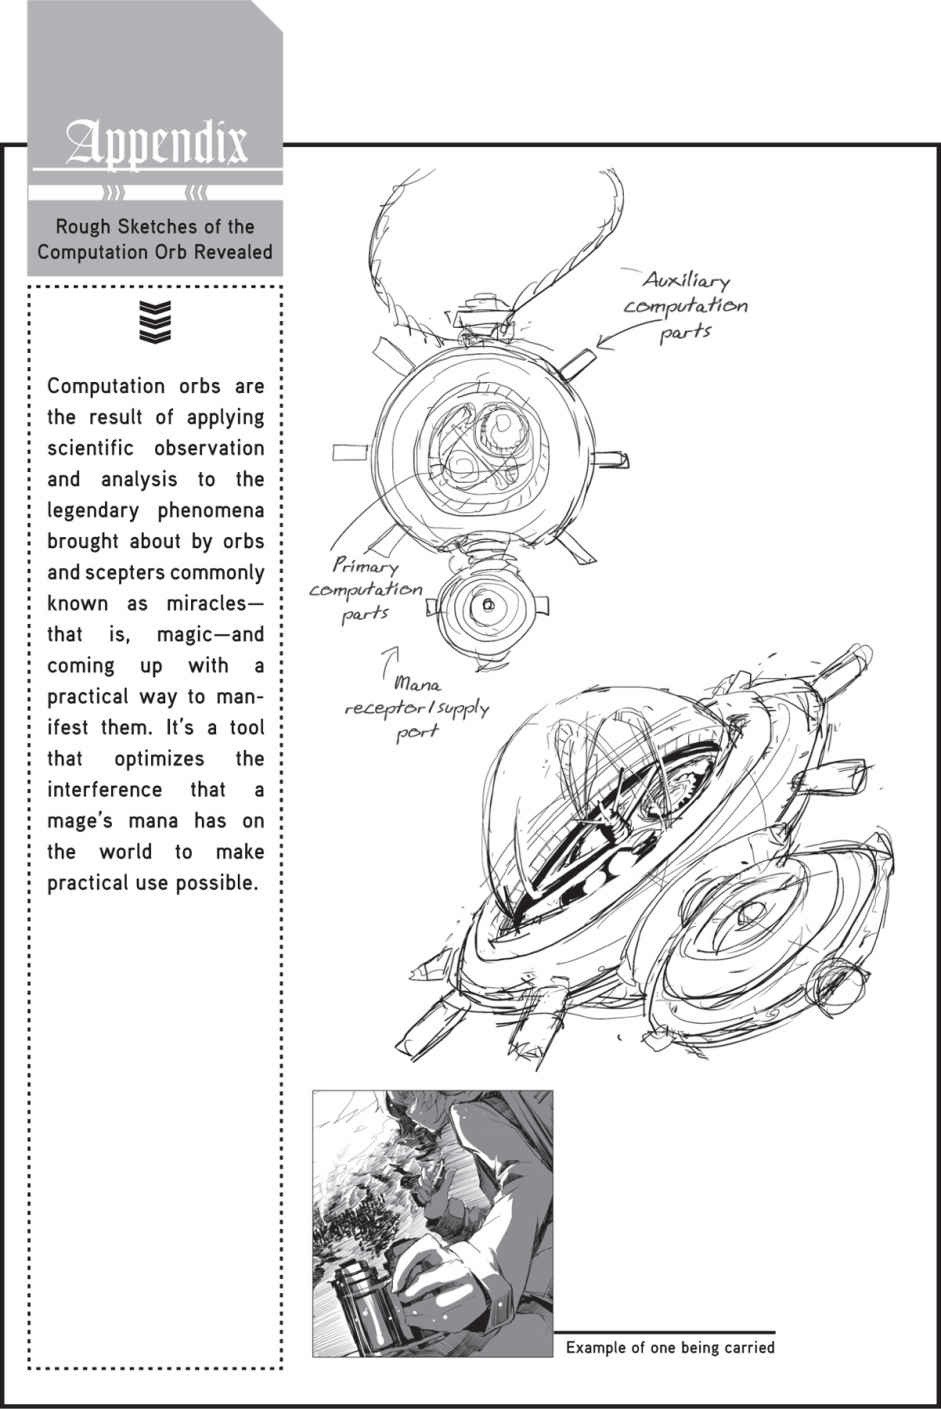 Appendix
Rough Sketches of the
Computation Orb Revealed
Computation orbs are
the result of applying
scientific observation
and analysis to the
legendary phenomena
brought about by orbs
and scepters commonly
known as miracles—
that is, magic—and
coming up with a
practical way to man-
ifest them. It's a tool
that optimizes the
interference that a
mage's mana has on
the world to make
practical use possible.
Auxiliary
computation
parts
Primary
computation
parts
Mana
receptor/supply
port
Example of one being carried